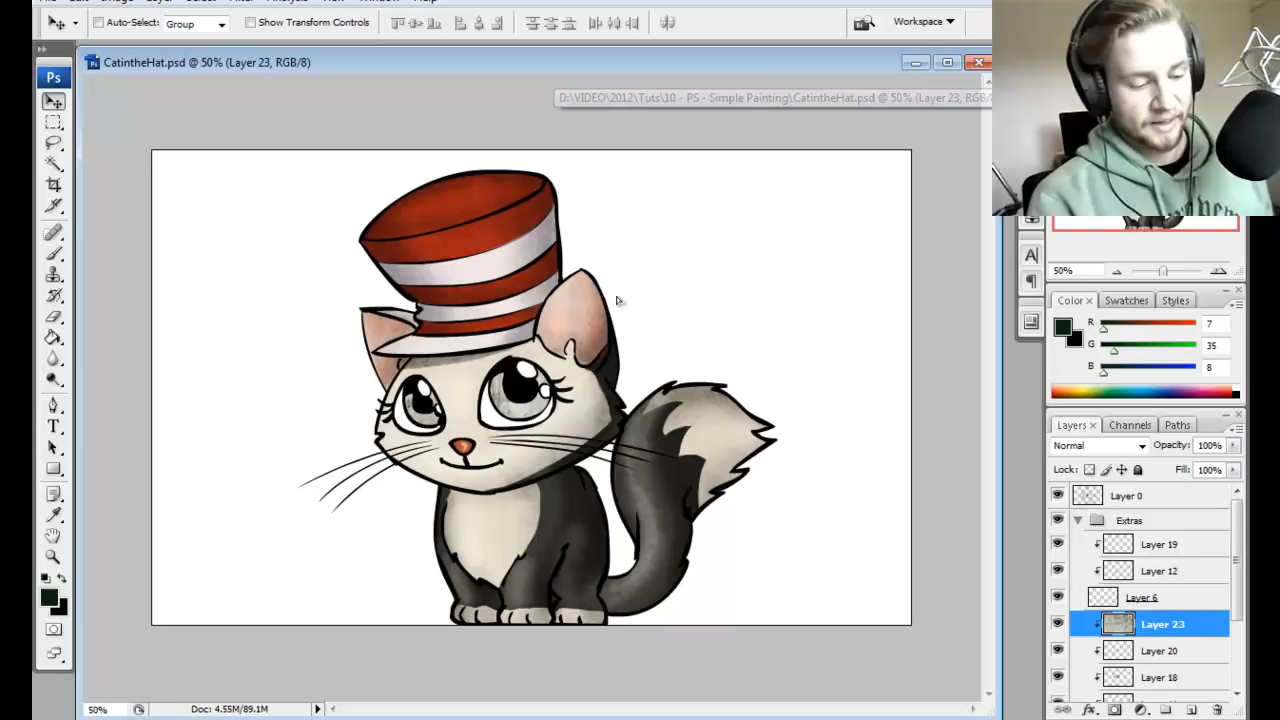 Auto-Select: Group Show Transform Controls Workspace
CatintheHat.psd @ 50% (Layer 23, RGB/8)
D:\VIDEO\2012\Tuts\10 - PS - Simple Painting\CatintheHat.psd @ 50% (Layer 23, RGB/
Ps
T
A
50%
Color Swatches Styles
R 7
G 35
B 8
Layers Channels Paths
Normal Opacity: 100%
Lock: Fill: 100%
Layer 0
Extras
Layer 19
Layer 12
Layer 6
Layer 23
Layer 20
Layer 18
50% Doc: 4.55M/89.1M
fx